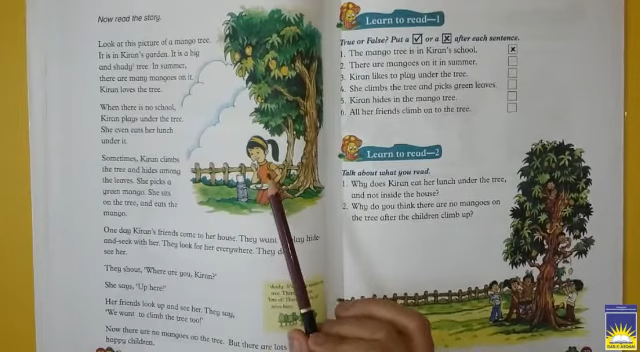 Now read the story.
Look at this picture of a mango tree.
It is in Kiran's garden. It is a big
and shady tree. In summer,
there are many mangoes on it.
Kiran loves the tree.
When there is no school,
Kiran plays under the tree.
She even eats her lunch
under it.
Sometimes, Kiran climbs
the tree and hides among
the leaves. She picks a
green mango. She sits
on the tree, and eats the
mango.
One day Kiran's friends come to her house. They want play hide-
and-seek with her. They look for her everywhere. They
see her.
They shout, 'Where are you, Kiran?'
She says, 'Up here!'
Her friends look up and see her. They say,
'We want to climb the tree too!'
Now there are no mangoes on the tree. But there are lots
happy children.
Learn to read—1
True or False? Put a ✓ or a ✗ after each sentence.
1. The mango tree is in Kiran's school. ✗
2. There are mangoes on it in summer.
3. Kiran likes to play under the tree.
4. She climbs the tree and picks green leaves.
5. Kiran hides in the mango tree.
6. All her friends climb on to the tree.
Learn to read—2
Talk about what you read.
1. Why does Kiran eat her lunch under the tree,
and not inside the house?
2. Why do you think there are no mangoes on
the tree after the children climb up?